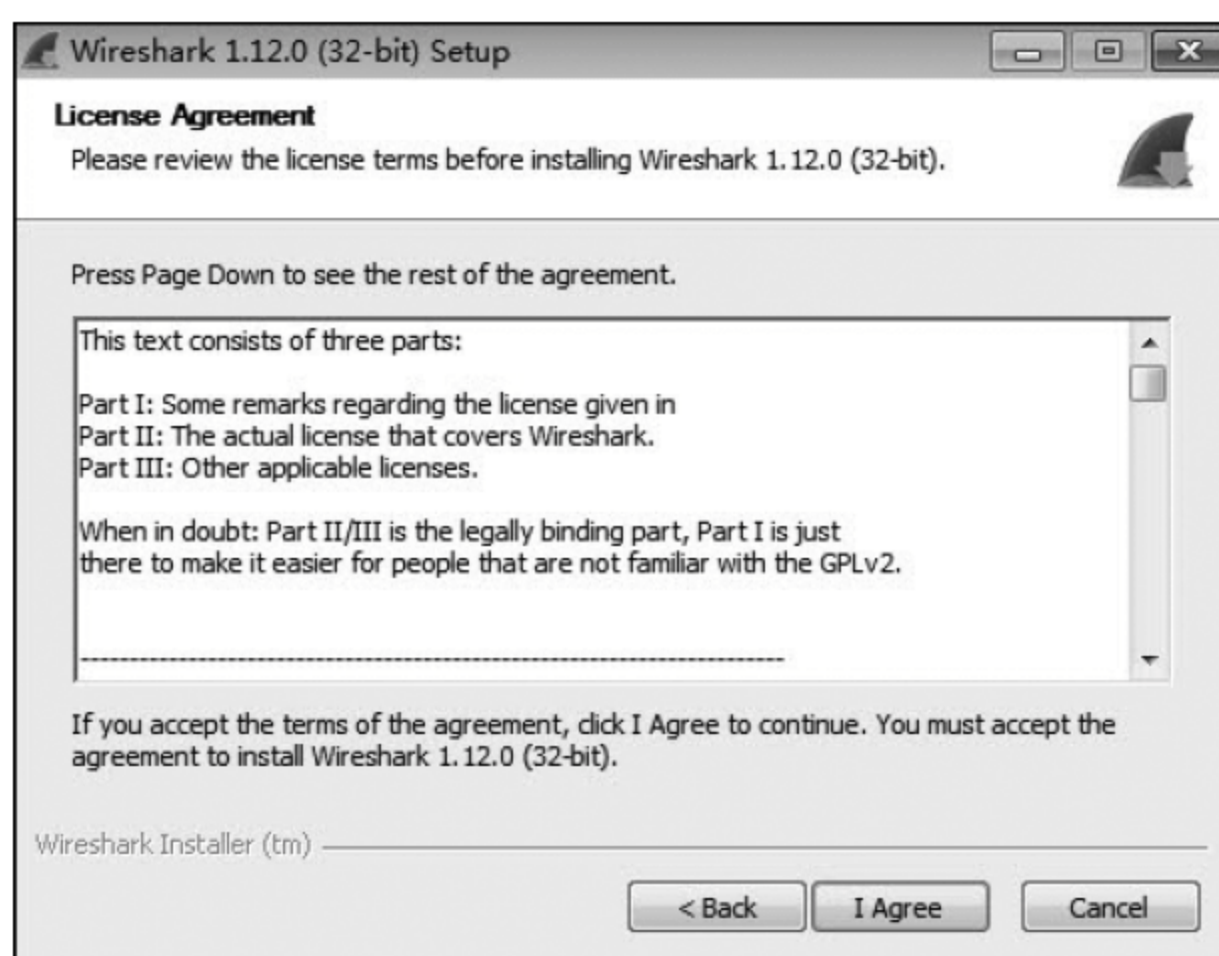 Wireshark 1.12.0 (32-bit) Setup
License Agreement
Please review the license terms before installing Wireshark 1.12.0 (32-bit).
Press Page Down to see the rest of the agreement.
This text consists of three parts:
Part I: Some remarks regarding the license given in
Part II: The actual license that covers Wireshark.
Part III: Other applicable licenses.
When in doubt: Part II/III is the legally binding part, Part I is just
there to make it easier for people that are not familiar with the GPLv2.
----------------------------------------------------------------------
If you accept the terms of the agreement, click I Agree to continue. You must accept the
agreement to install Wireshark 1.12.0 (32-bit).
Wireshark Installer (tm)
< Back I Agree Cancel